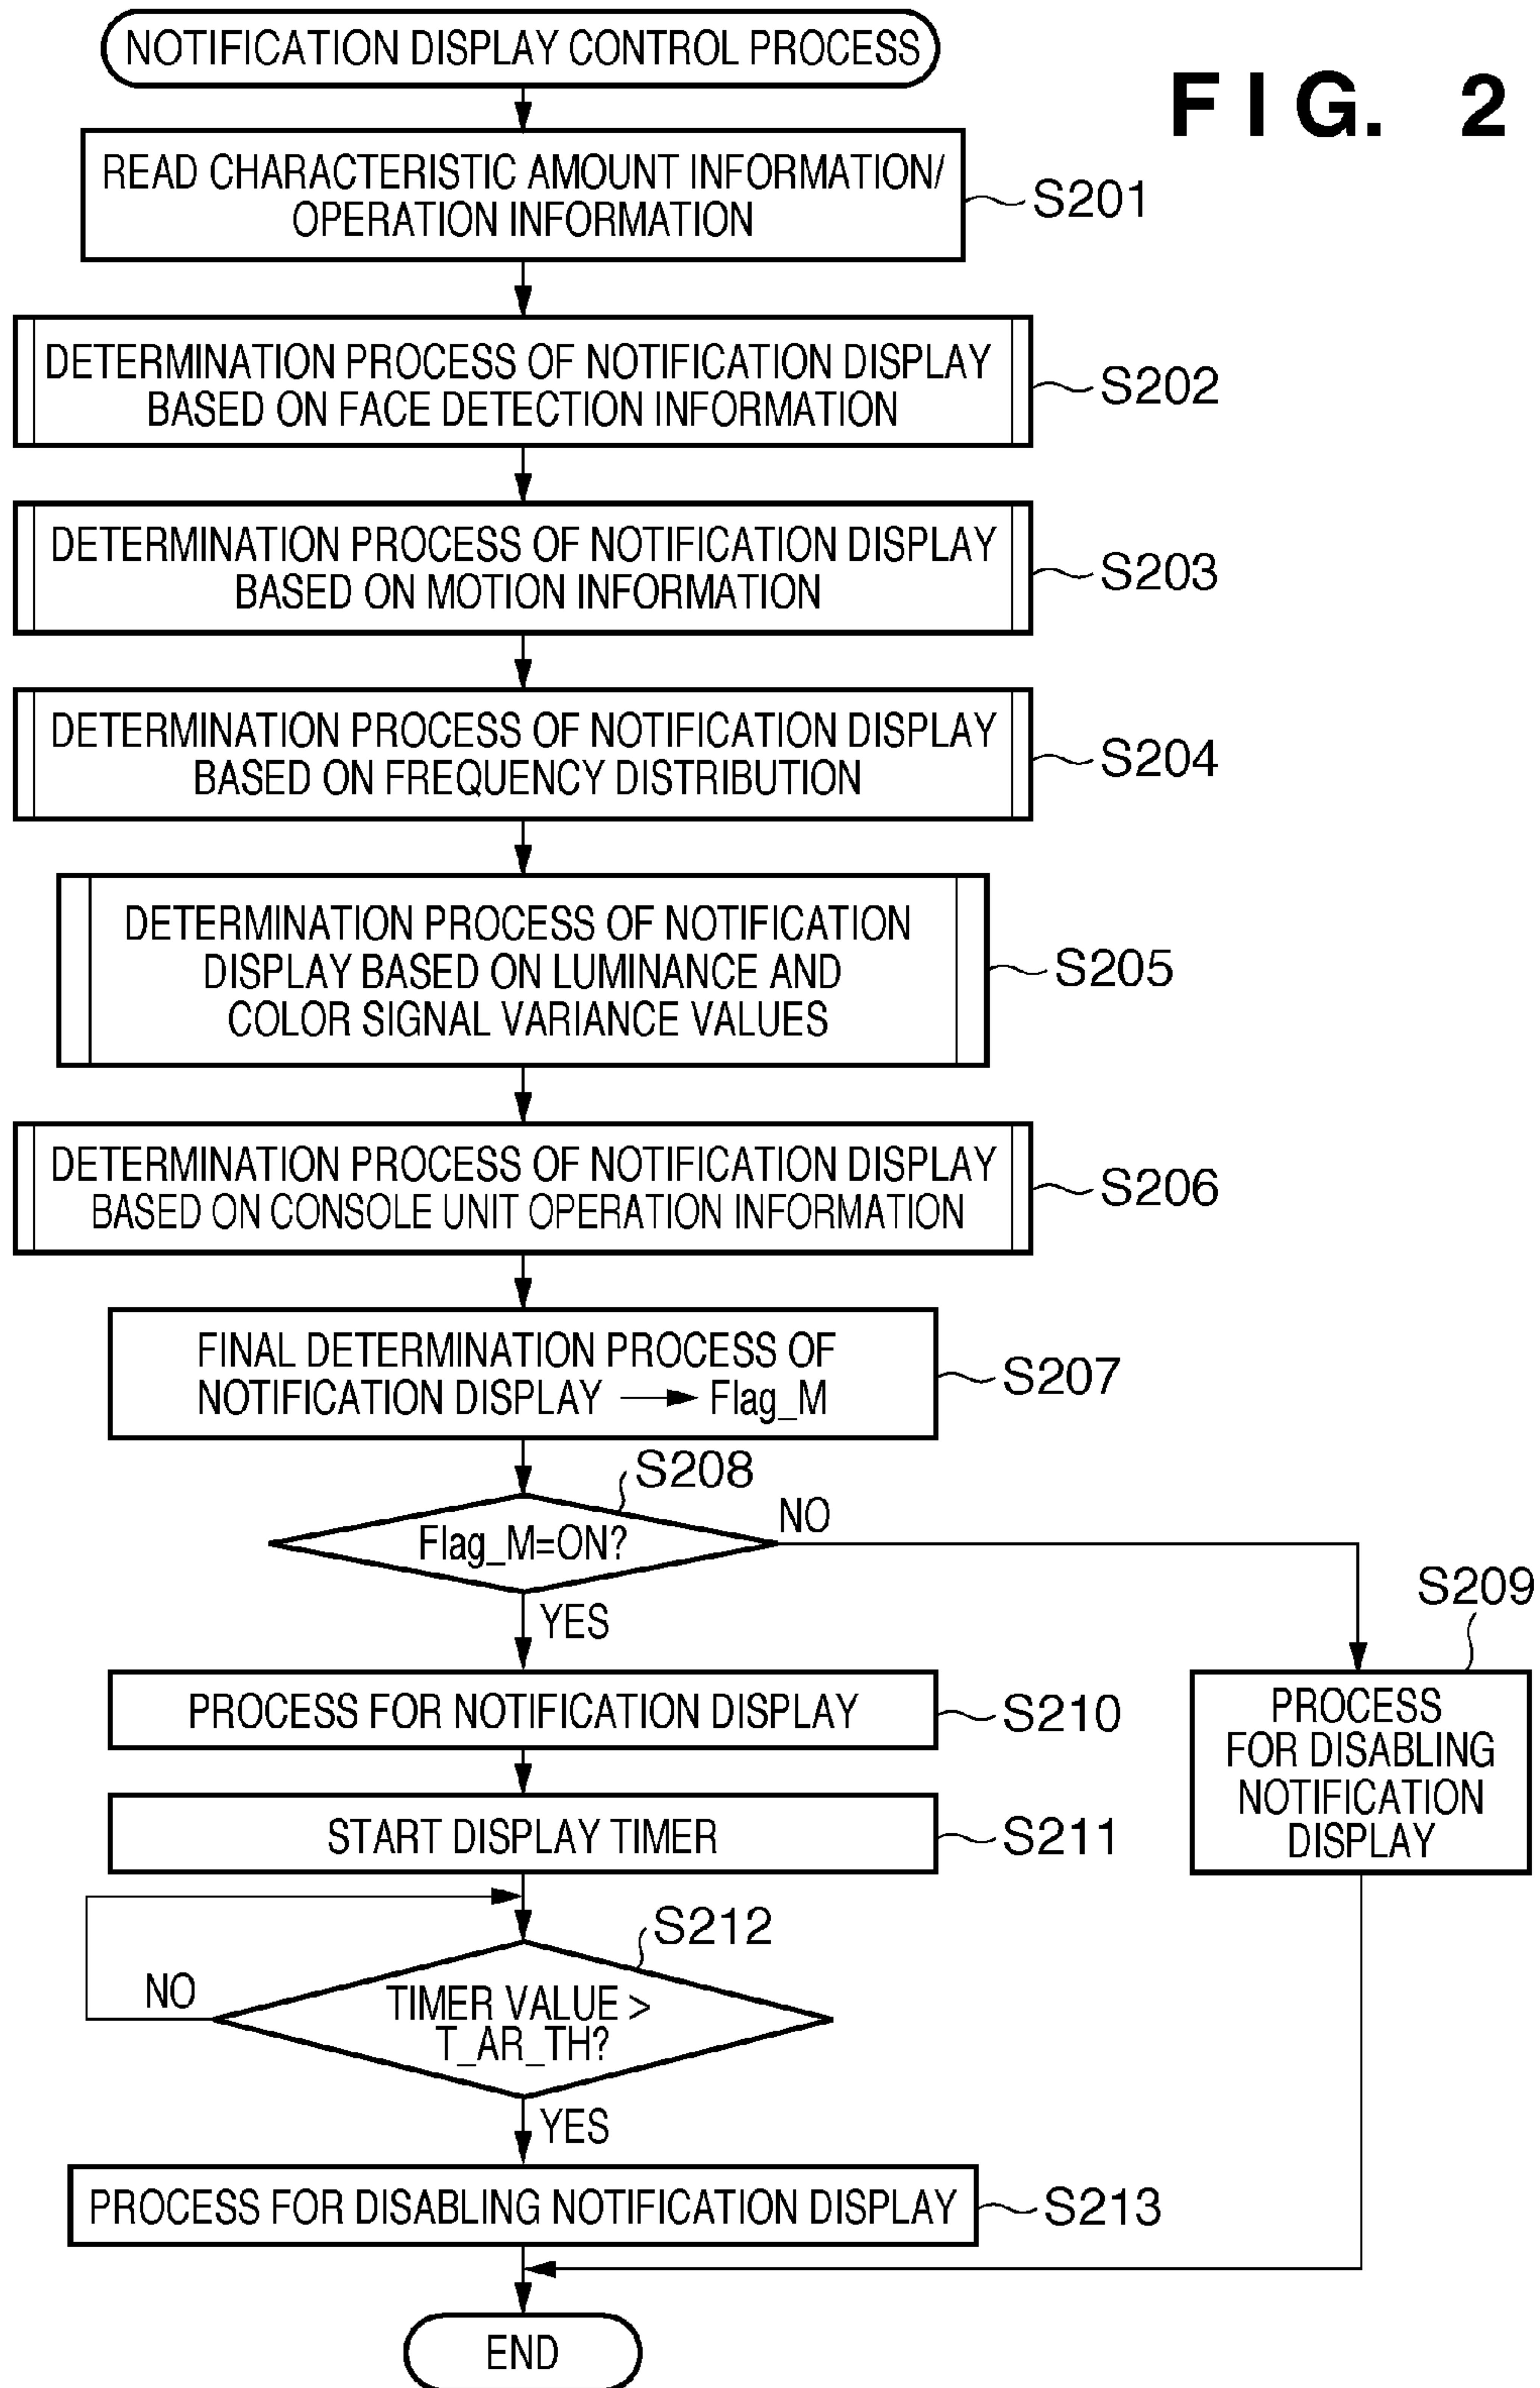 NOTIFICATION DISPLAY CONTROL PROCESS
FIG. 2
READ CHARACTERISTIC AMOUNT INFORMATION/
OPERATION INFORMATION
S201
DETERMINATION PROCESS OF NOTIFICATION DISPLAY
BASED ON FACE DETECTION INFORMATION
S202
DETERMINATION PROCESS OF NOTIFICATION DISPLAY
BASED ON MOTION INFORMATION
S203
DETERMINATION PROCESS OF NOTIFICATION DISPLAY
BASED ON FREQUENCY DISTRIBUTION
S204
DETERMINATION PROCESS OF NOTIFICATION
DISPLAY BASED ON LUMINANCE AND
COLOR SIGNAL VARIANCE VALUES
S205
DETERMINATION PROCESS OF NOTIFICATION DISPLAY
BASED ON CONSOLE UNIT OPERATION INFORMATION
S206
FINAL DETERMINATION PROCESS OF
NOTIFICATION DISPLAY → Flag_M
S207
S208
Flag_M=ON?
NO
YES
S209
PROCESS
FOR DISABLING
NOTIFICATION
DISPLAY
PROCESS FOR NOTIFICATION DISPLAY
S210
START DISPLAY TIMER
S211
S212
TIMER VALUE >
T_AR_TH?
NO
YES
PROCESS FOR DISABLING NOTIFICATION DISPLAY
S213
END